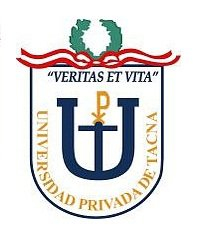 "VERITAS ET VITA"
UNIVERSIDAD PRIVADA DE TACNA